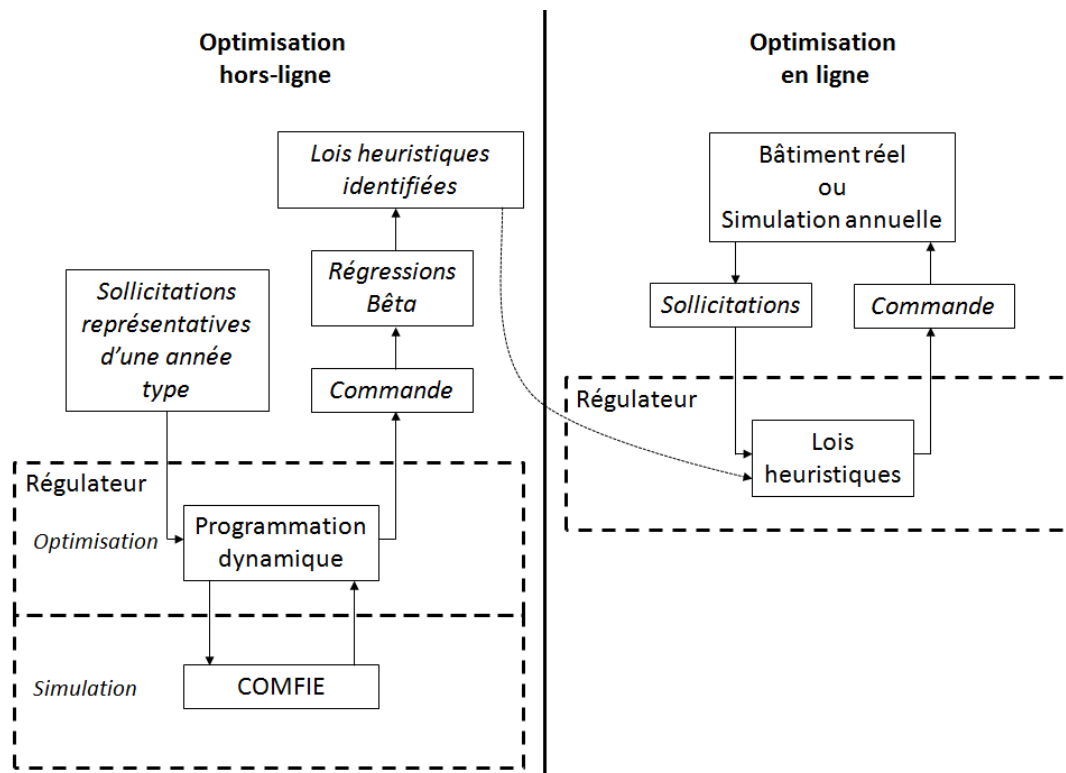 Optimisation
hors-ligne
Lois heuristiques
identifiées
Régressions
Bêta
Sollicitations
représentatives
d'une année
type
Commande
Régulateur
Optimisation
Programmation
dynamique
Simulation
COMFIE
Optimisation
en ligne
Bâtiment réel
ou
Simulation annuelle
Sollicitations
Commande
Régulateur
Lois
heuristiques